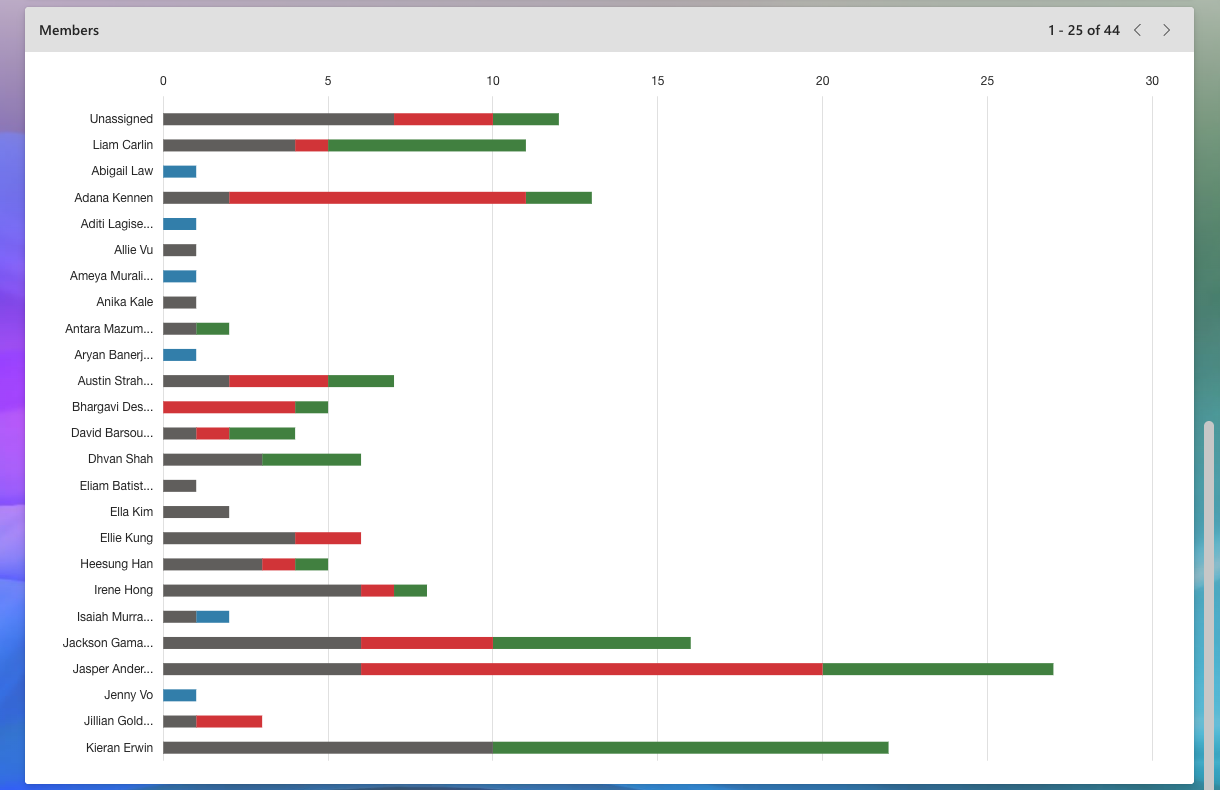 Members
1 - 25 of 44
0 5 10 15 20 25 30
Unassigned
Liam Carlin
Abigail Law
Adana Kennen
Aditi Lagise...
Allie Vu
Ameya Murali...
Anika Kale
Antara Mazum...
Aryan Banerj...
Austin Strah...
Bhargavi Des...
David Barsou...
Dhvan Shah
Eliam Batist...
Ella Kim
Ellie Kung
Heesung Han
Irene Hong
Isaiah Murra...
Jackson Gama...
Jasper Ander...
Jenny Vo
Jillian Gold...
Kieran Erwin